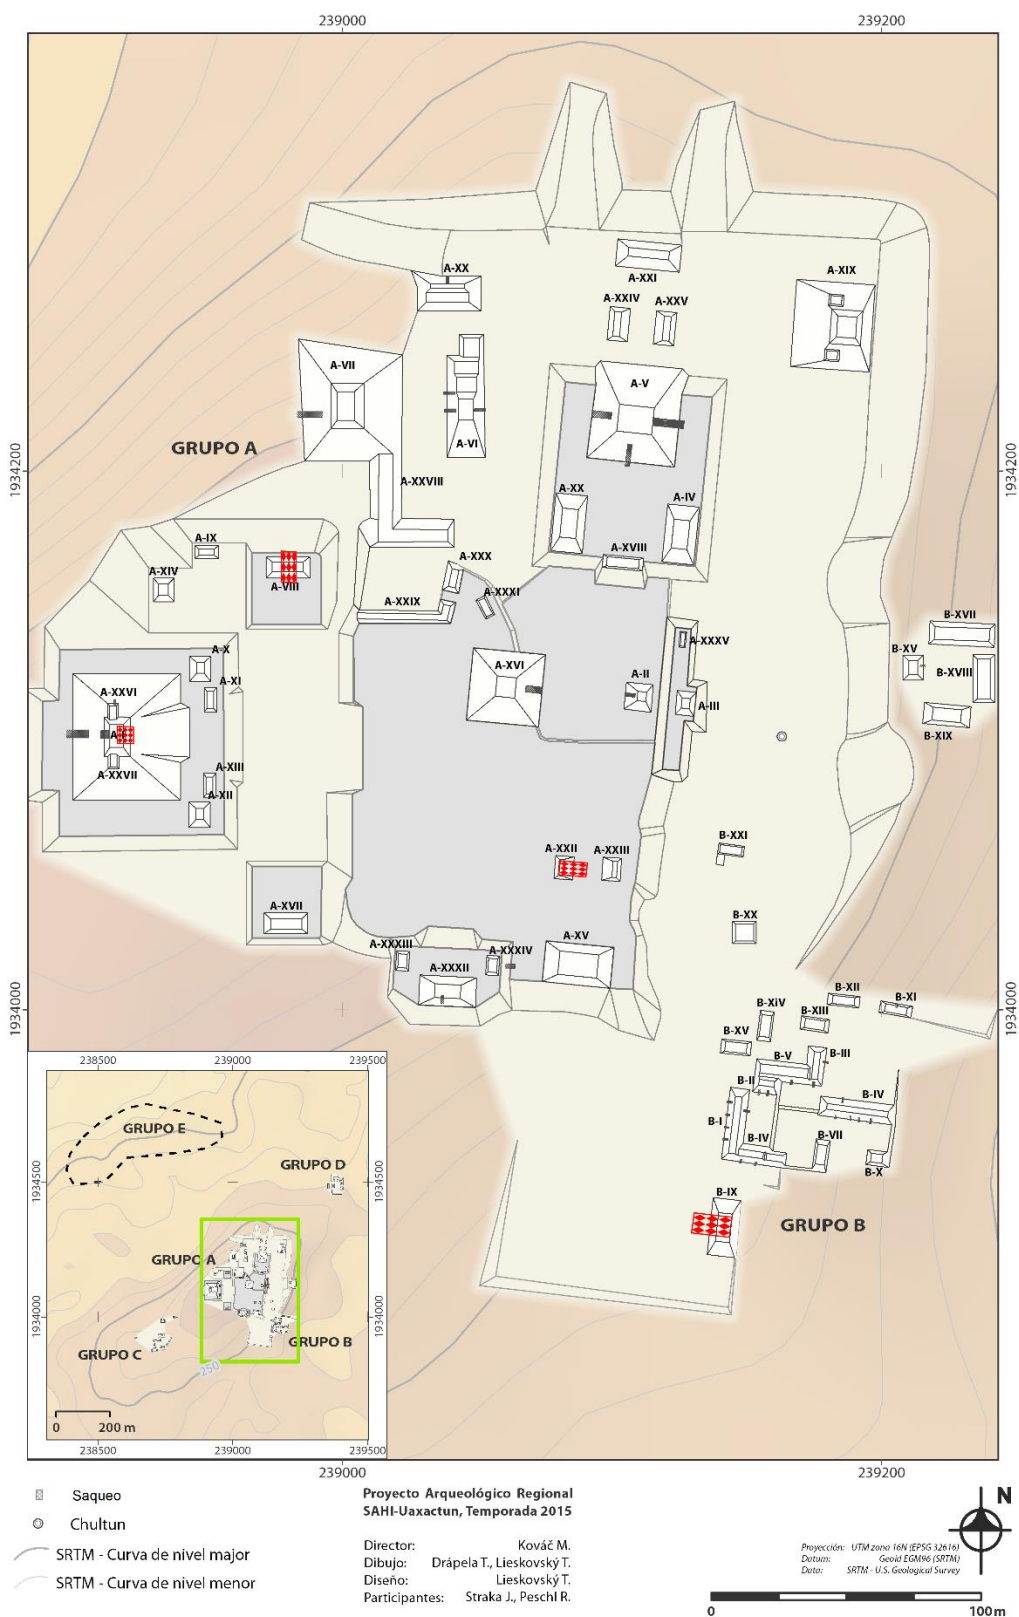 239000
239200
A-XX
A-XXI
A-XIX
A-XXIV
A-XXV
A-VII
A-V
GRUPO A
A-VI
1934200
1934200
A-XXVIII
A-XX
A-IV
A-IX
A-XVIII
A-XXX
A-XIV
A-VIII
A-XXXI
A-XXIX
B-XVII
A-XXXV
B-XV
A-X
A-XVI
B-XVIII
A-II
A-XI
A-XXVI
A-III
B-XIX
A-XXVII
A-XIII
A-XII
B-XXI
A-XXII
A-XXIII
A-XVII
B-XX
A-XXXIII
A-XV
A-XXXIV
A-XXXII
B-XII
B-XI
1934000
1934000
B-XiV
B-XIII
B-XV
B-III
B-V
B-II
B-IV
B-I
B-IV
B-VII
B-X
B-IX
GRUPO B
238500
239000
239500
GRUPO E
GRUPO D
1934500
1934500
GRUPO A
1934000
1934000
GRUPO C
GRUPO B
250
0 200 m
238500
239000
239500
239000
239200
Saqueo
Chultun
SRTM - Curva de nivel major
SRTM - Curva de nivel menor
Proyecto Arqueológico Regional
SAHI-Uaxactun, Temporada 2015
Director: Kováč M.
Dibujo: Drápela T., Lieskovský T.
Diseño: Lieskovský T.
Participantes: Straka J., Peschl R.
N
Proyección: UTM zona 16N (EPSG 32616)
Datum: Geoid EGM96 (SRTM)
Data: SRTM - U.S. Geological Survey
0 100 m